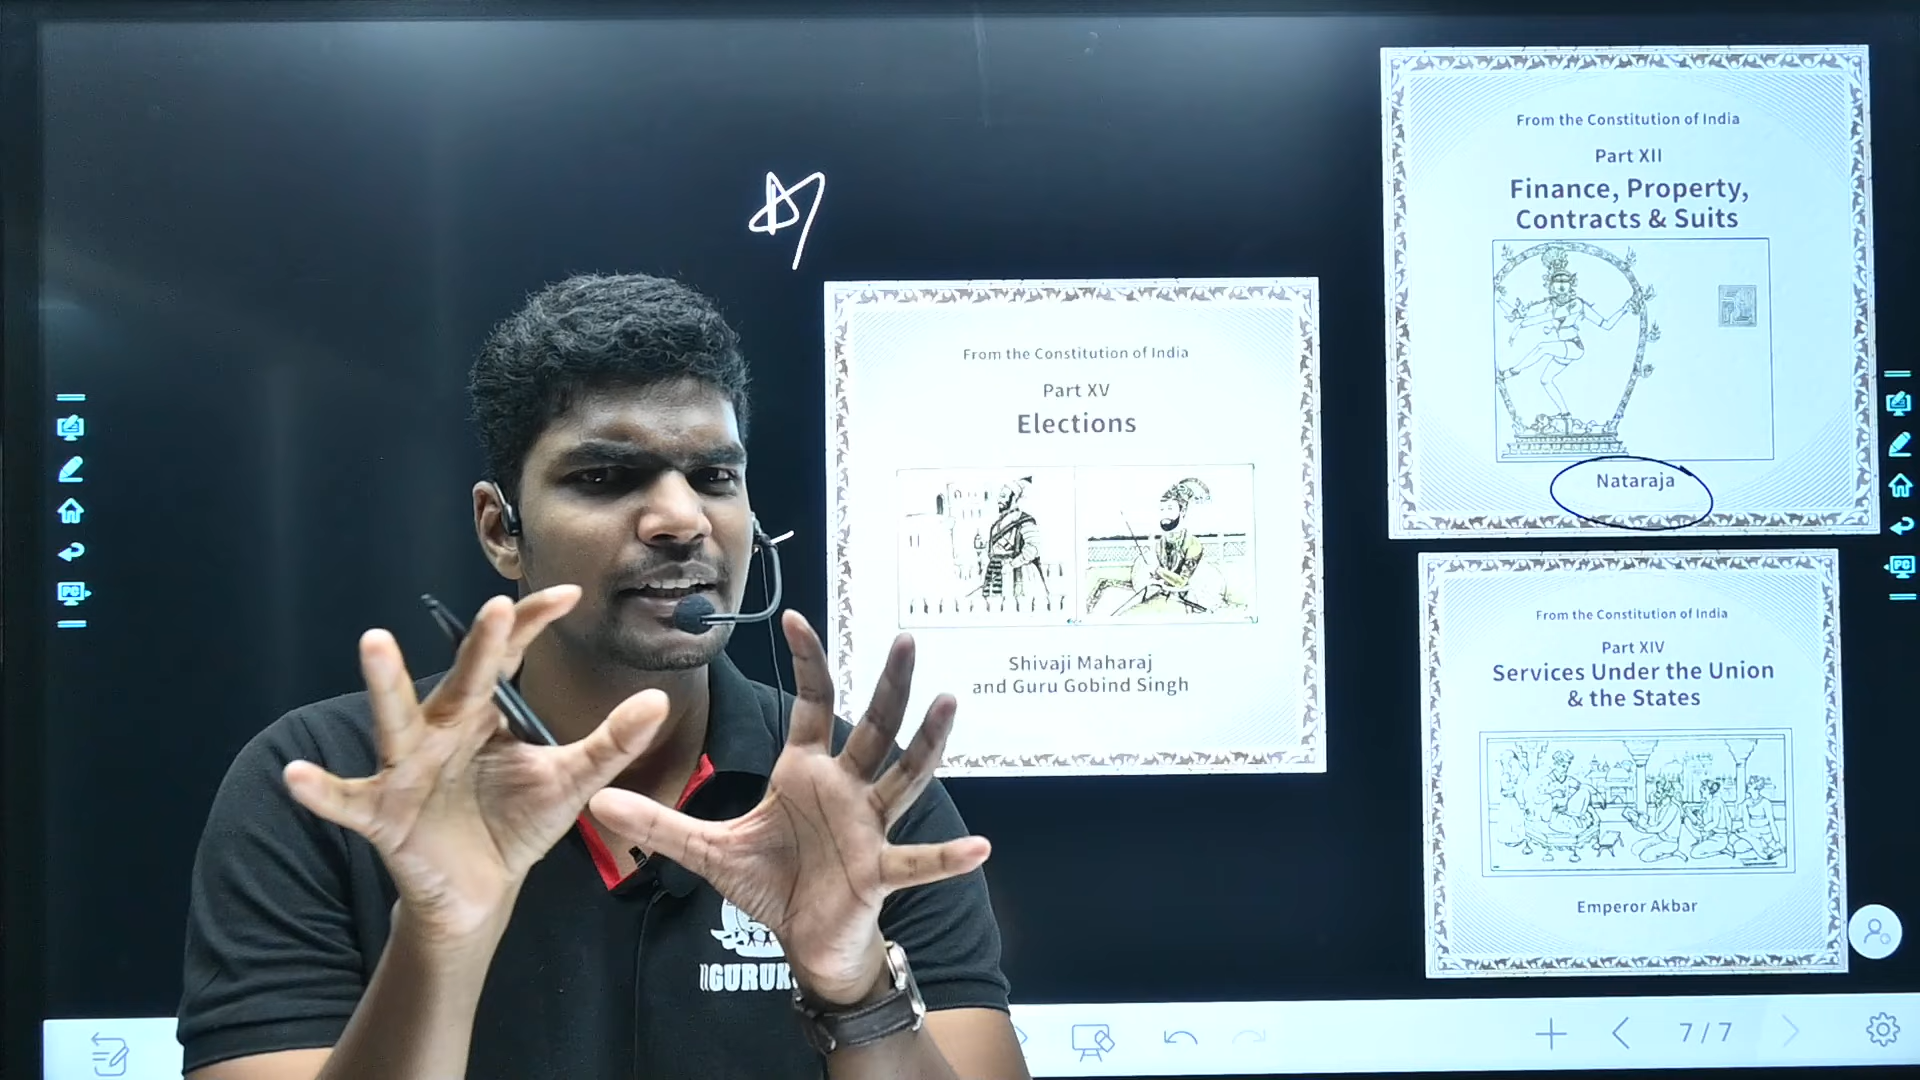 From the Constitution of India
Part XV
Elections
Shivaji Maharaj
and Guru Gobind Singh
From the Constitution of India
Part XII
Finance, Property,
Contracts & Suits
Nataraja
From the Constitution of India
Part XIV
Services Under the Union
& the States
Emperor Akbar
PC
PC
7/7